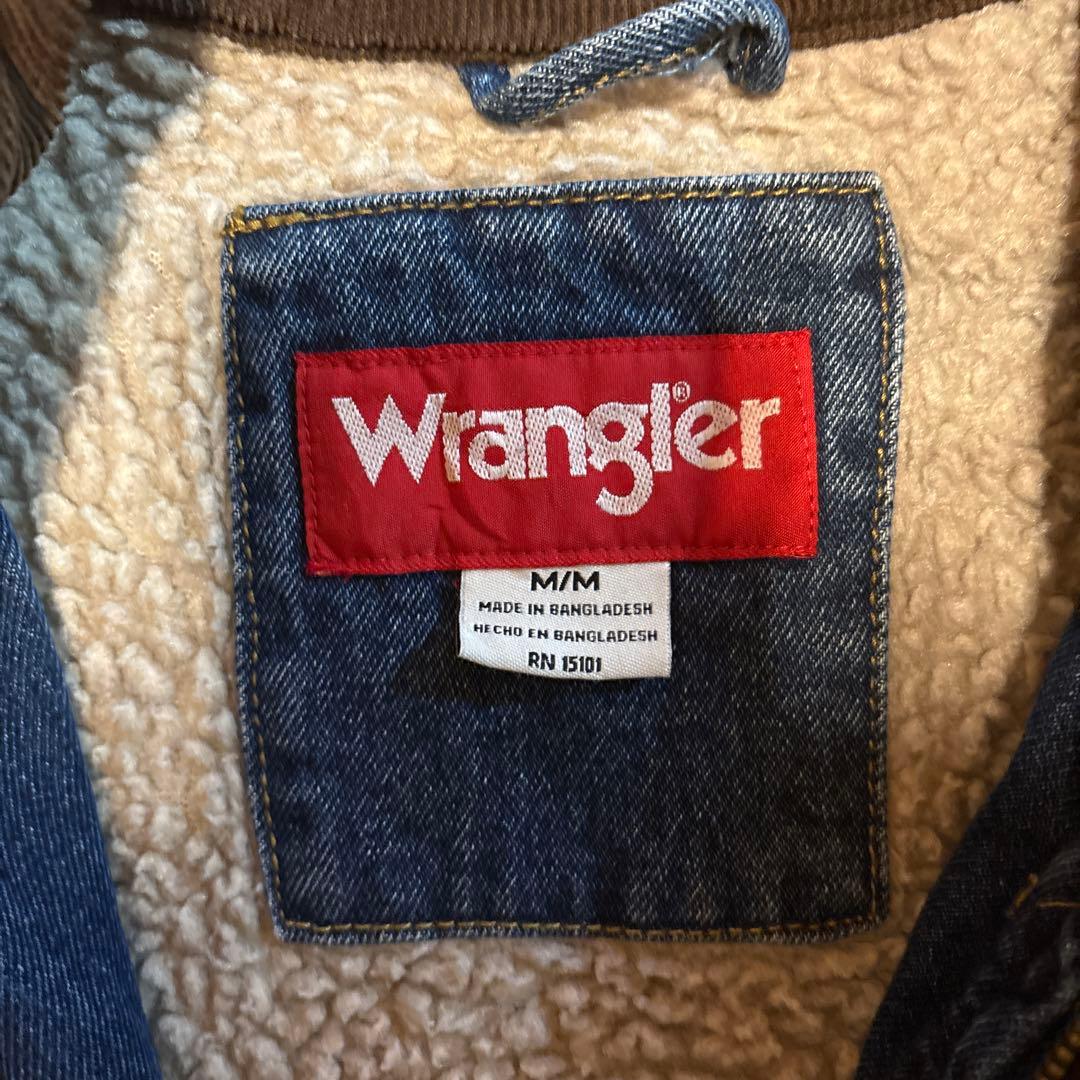 Wrangler®
M/M
MADE IN BANGLADESH
HECHO EN BANGLADESH
RN 15101